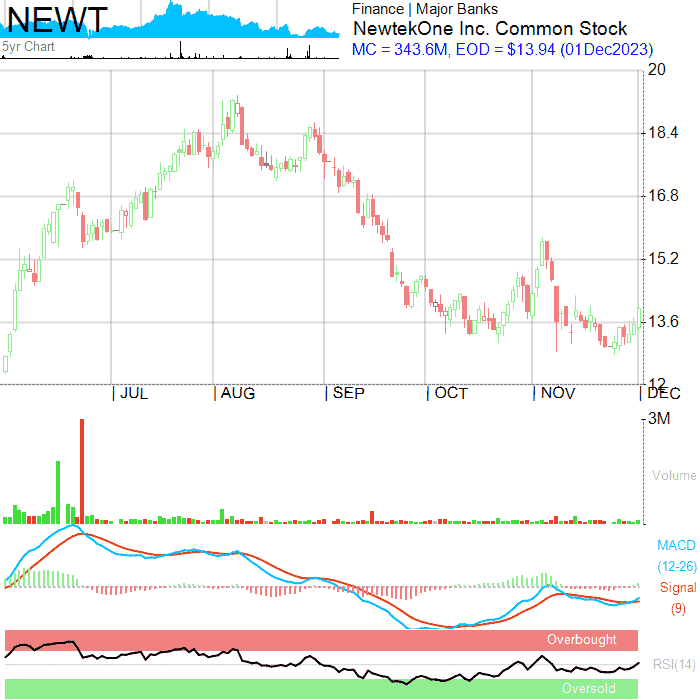 NEWT
5yr Chart
Finance | Major Banks
NewtekOne Inc. Common Stock
MC = 343.6M, EOD = $13.94 (01Dec2023)
20
18.4
16.8
15.2
13.6
12
JUL
AUG
SEP
OCT
NOV
DEC
3M
Volume
MACD
(12-26)
Signal
(9)
Overbought
RSI(14)
Oversold